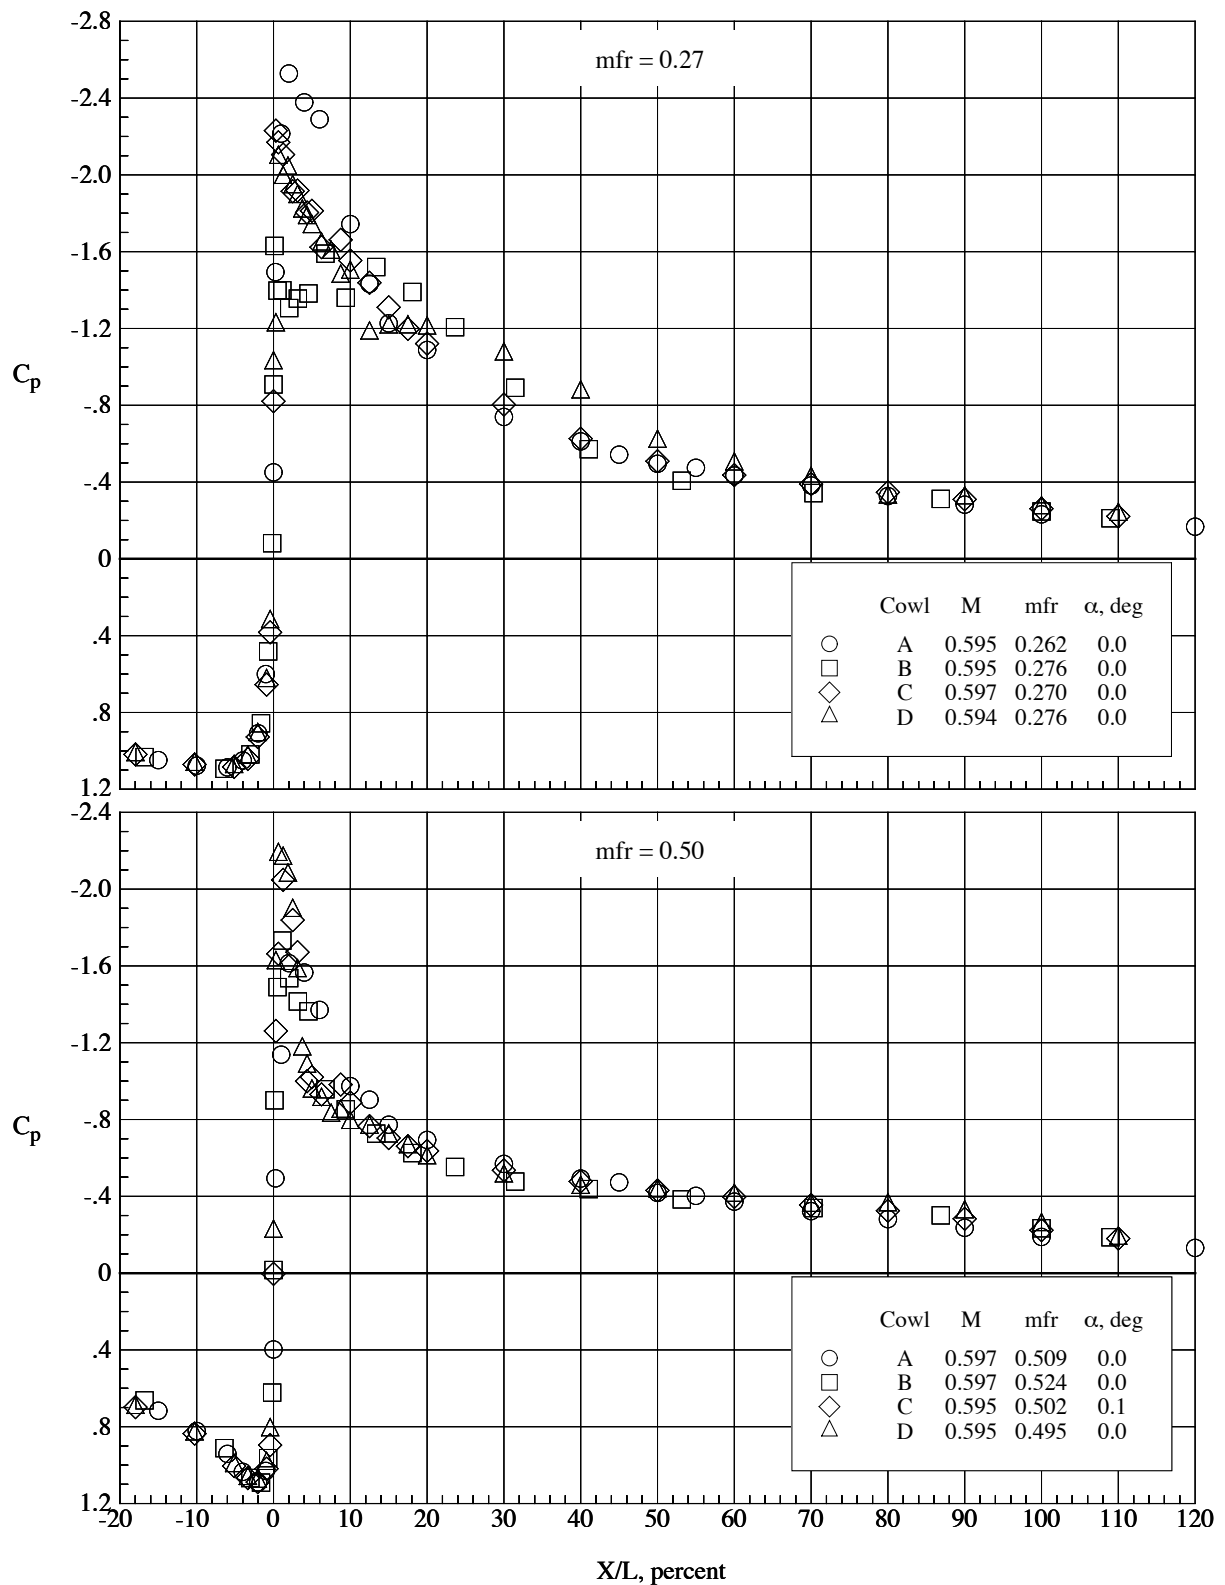 -2.8
mfr = 0.27
-2.4
-2.0
-1.6
-1.2
Cp
-.8
-.4
0
Cowl M mfr α, deg
.4
A 0.595 0.262 0.0
B 0.595 0.276 0.0
C 0.597 0.270 0.0
.8
D 0.594 0.276 0.0
1.2
-2.4
mfr = 0.50
-2.0
-1.6
-1.2
Cp
-.8
-.4
0
Cowl M mfr α, deg
.4
A 0.597 0.509 0.0
B 0.597 0.524 0.0
C 0.595 0.502 0.1
.8
D 0.595 0.495 0.0
1.2
-20 -10 0 10 20 30 40 50 60 70 80 90 100 110 120
X/L, percent